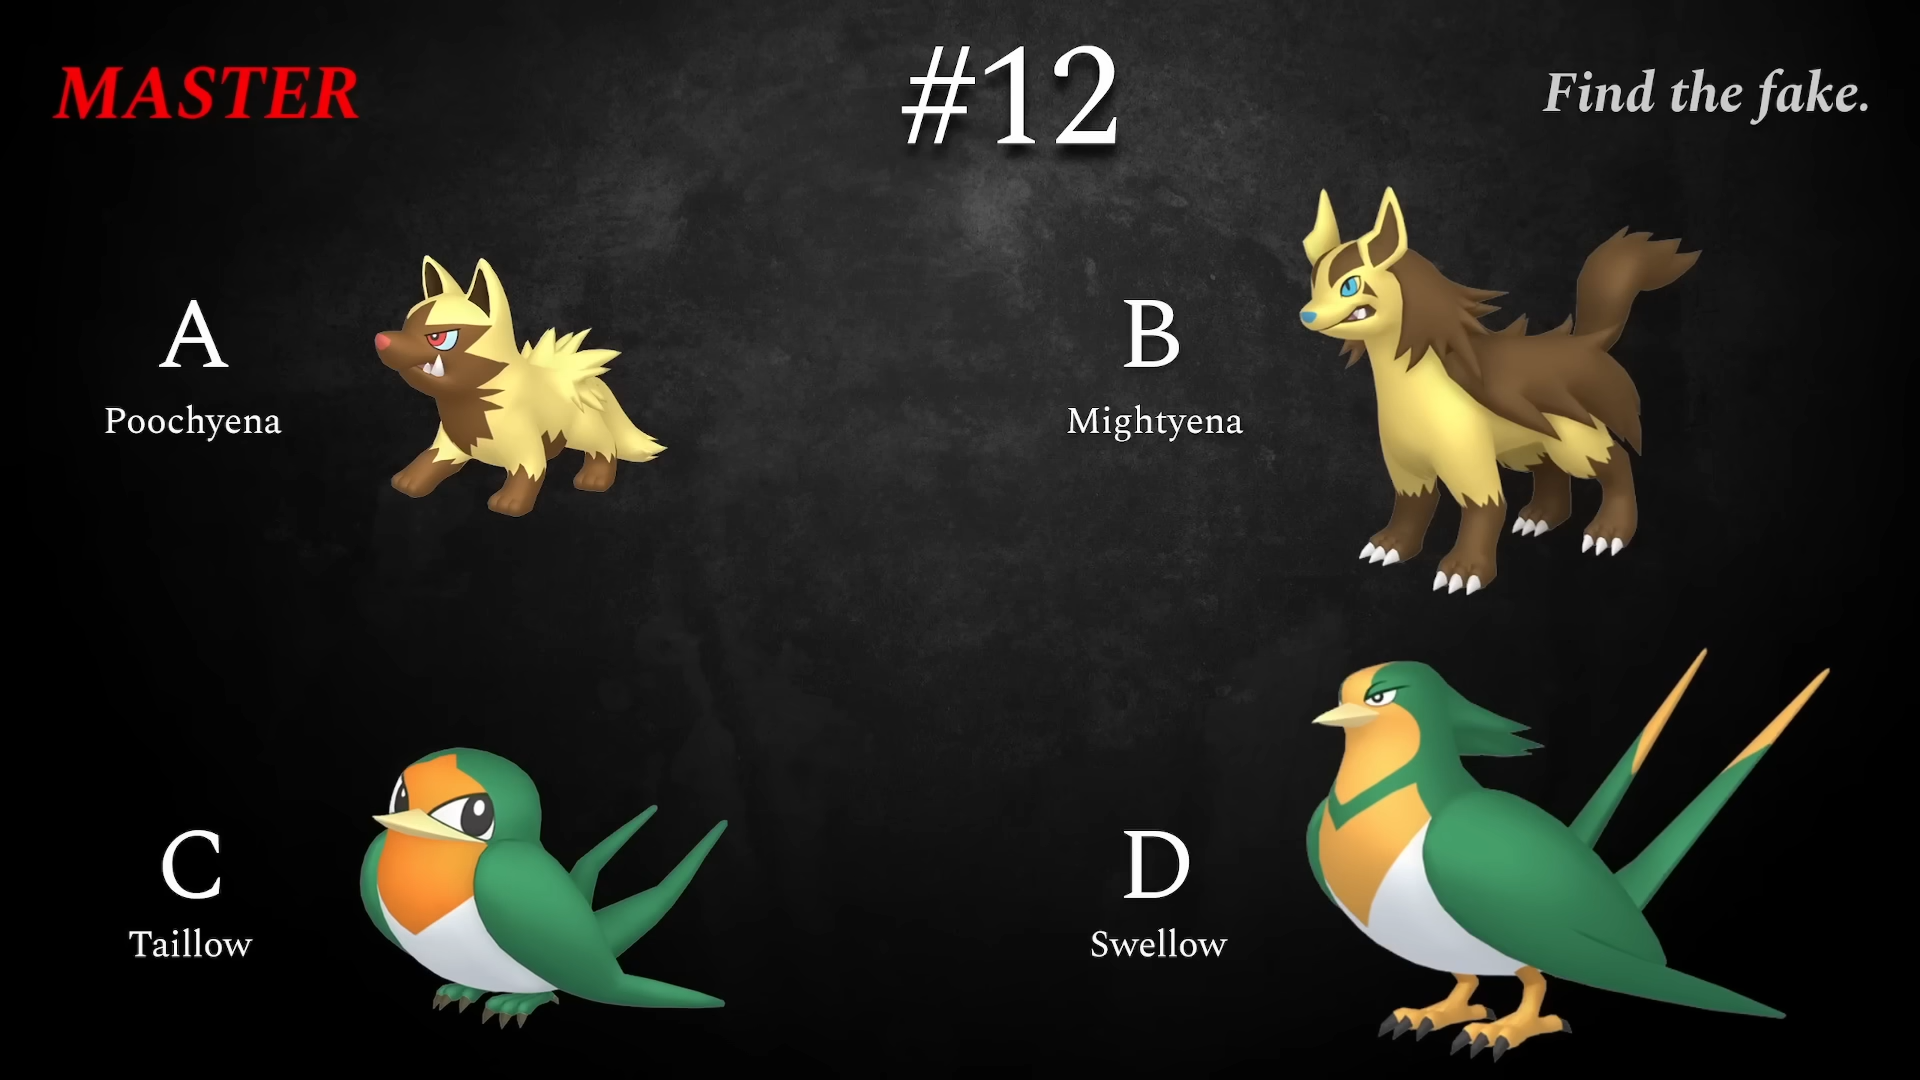 MASTER
#12
Find the fake.
A
Poochyena
B
Mightyena
C
Taillow
D
Swellow